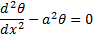 d²θ/dx² − a²θ = 0